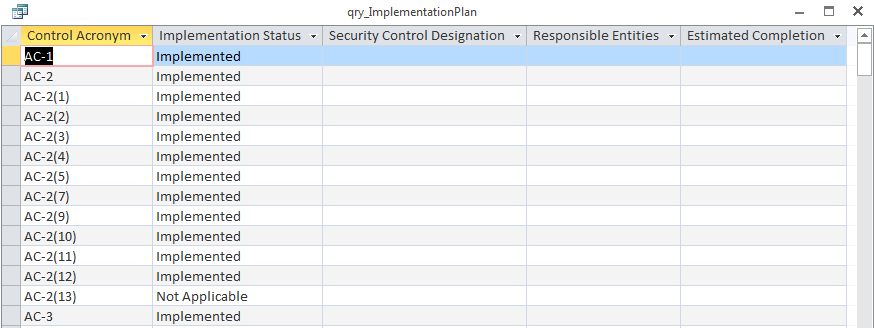 qry_ImplementationPlan
Control Acronym Implementation Status Security Control Designation Responsible Entities Estimated Completion
AC-1 Implemented
AC-2 Implemented
AC-2(1) Implemented
AC-2(2) Implemented
AC-2(3) Implemented
AC-2(4) Implemented
AC-2(5) Implemented
AC-2(7) Implemented
AC-2(9) Implemented
AC-2(10) Implemented
AC-2(11) Implemented
AC-2(12) Implemented
AC-2(13) Not Applicable
AC-3 Implemented